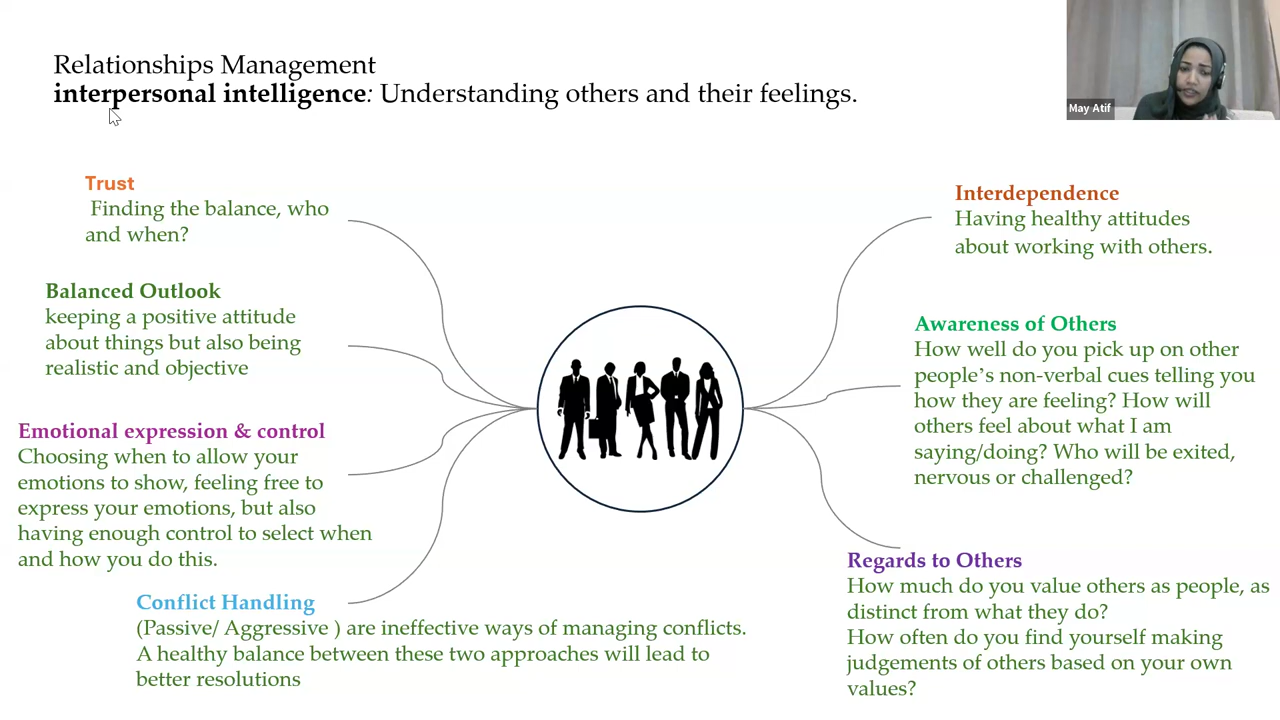 Relationships Management
interpersonal intelligence: Understanding others and their feelings.
May Atif
Trust
Finding the balance, who
and when?
Balanced Outlook
keeping a positive attitude
about things but also being
realistic and objective
Emotional expression & control
Choosing when to allow your
emotions to show, feeling free to
express your emotions, but also
having enough control to select when
and how you do this.
Conflict Handling
(Passive/ Aggressive ) are ineffective ways of managing conflicts.
A healthy balance between these two approaches will lead to
better resolutions
Interdependence
Having healthy attitudes
about working with others.
Awareness of Others
How well do you pick up on other
people’s non-verbal cues telling you
how they are feeling? How will
others feel about what I am
saying/doing? Who will be exited,
nervous or challenged?
Regards to Others
How much do you value others as people, as
distinct from what they do?
How often do you find yourself making
judgements of others based on your own
values?